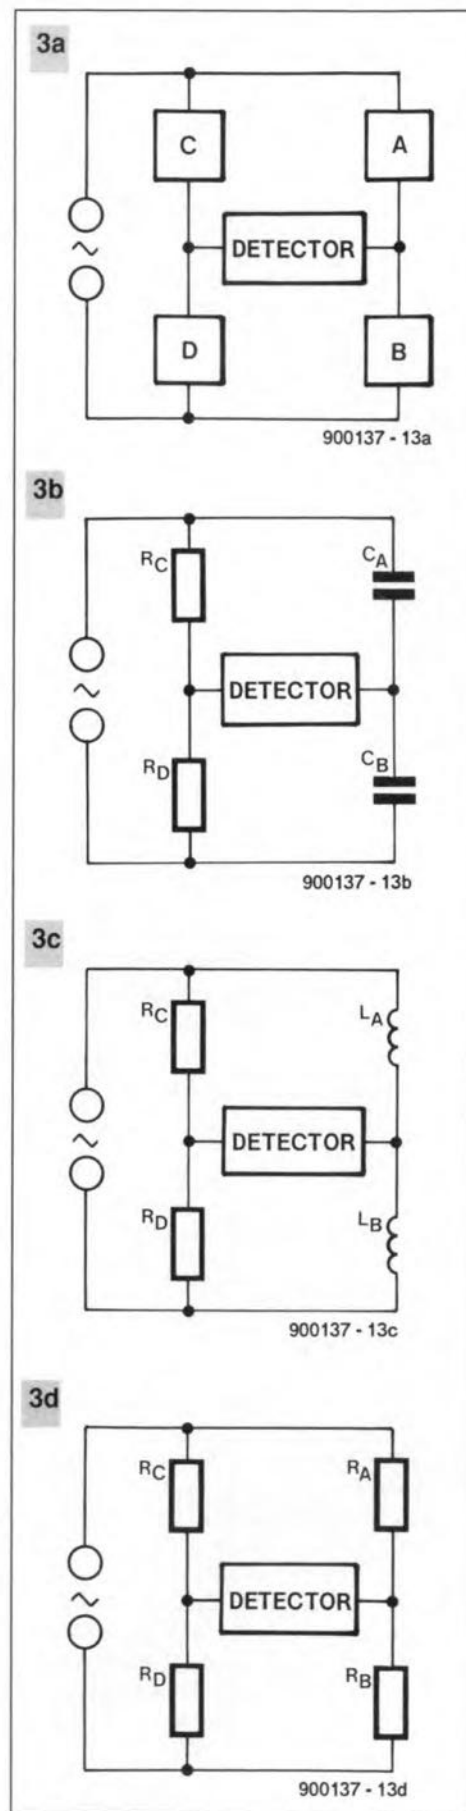 3a
C
A
DETECTOR
D
B
900137 - 13a
3b
RC
CA
DETECTOR
RD
CB
900137 - 13b
3c
RC
LA
DETECTOR
RD
LB
900137 - 13c
3d
RC
RA
DETECTOR
RD
RB
900137 - 13d